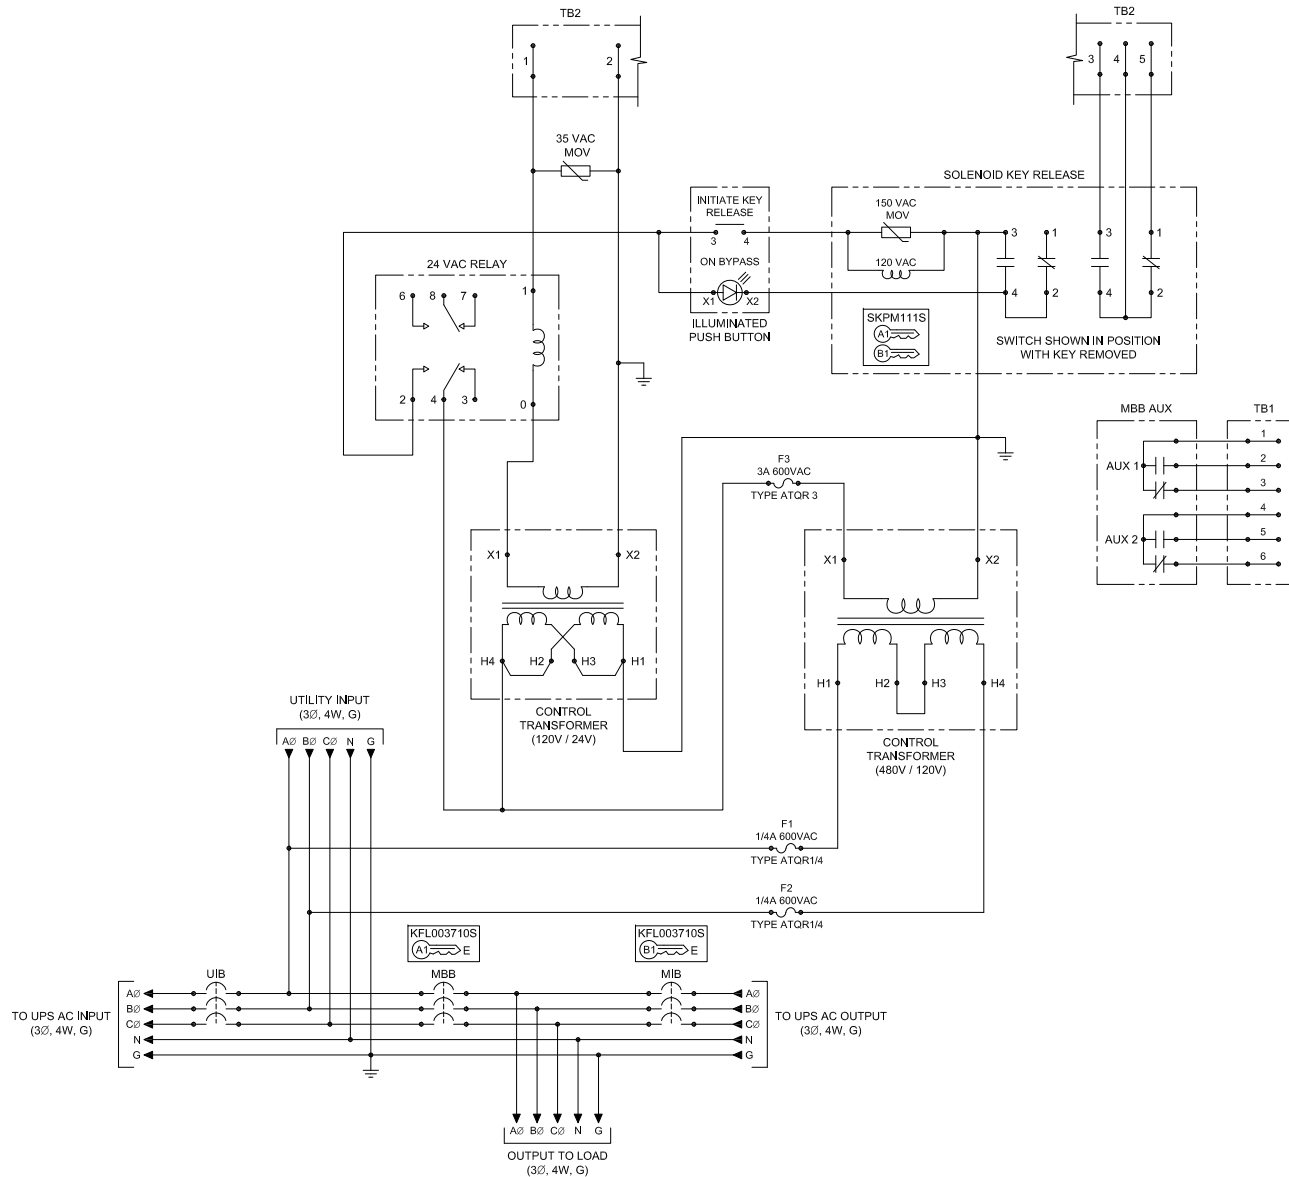 TB2
1
2
TB2
3
4
5
35 VAC
MOV
SOLENOID KEY RELEASE
INITIATE KEY
RELEASE
3
4
ON BYPASS
X1
X2
ILLUMINATED
PUSH BUTTON
150 VAC
MOV
120 VAC
3
1
3
1
4
2
4
2
SKPM111S
A1
B1
SWITCH SHOWN IN POSITION
WITH KEY REMOVED
24 VAC RELAY
6
8
7
1
2
4
3
0
MBB AUX
TB1
AUX 1
1
2
3
AUX 2
4
5
6
F3
3A 600VAC
TYPE ATQR 3
X1
X2
H4
H2
H3
H1
CONTROL
TRANSFORMER
(120V / 24V)
X1
X2
H1
H2
H3
H4
CONTROL
TRANSFORMER
(480V / 120V)
UTILITY INPUT
(3Ø, 4W, G)
AØ BØ CØ N G
F1
1/4A 600VAC
TYPE ATQR1/4
F2
1/4A 600VAC
TYPE ATQR1/4
KFL003710S
A1 E
KFL003710S
B1 E
UIB
MBB
MIB
TO UPS AC INPUT
(3Ø, 4W, G)
AØ
BØ
CØ
N
G
AØ
BØ
CØ
N
G
TO UPS AC OUTPUT
(3Ø, 4W, G)
AØ BØ CØ N G
OUTPUT TO LOAD
(3Ø, 4W, G)